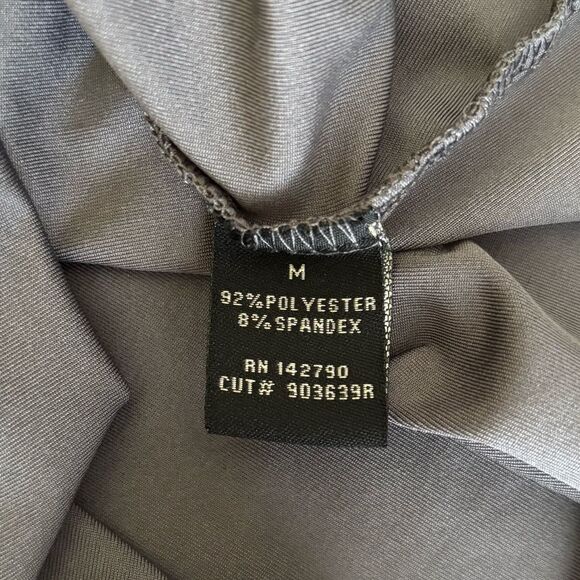 M
92%POLYESTER
8%SPANDEX
RN 142790
CUT# 903639R